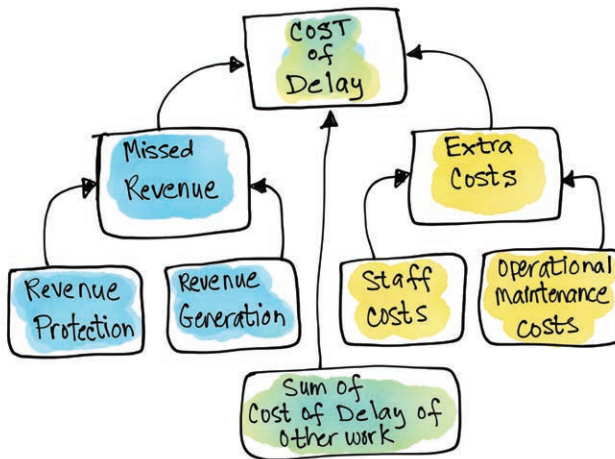 COST
of
Delay
Missed
Revenue
Extra
Costs
Revenue
Protection
Revenue
Generation
Staff
Costs
Operational
Maintenance
Costs
Sum of
Cost of Delay of
Other work